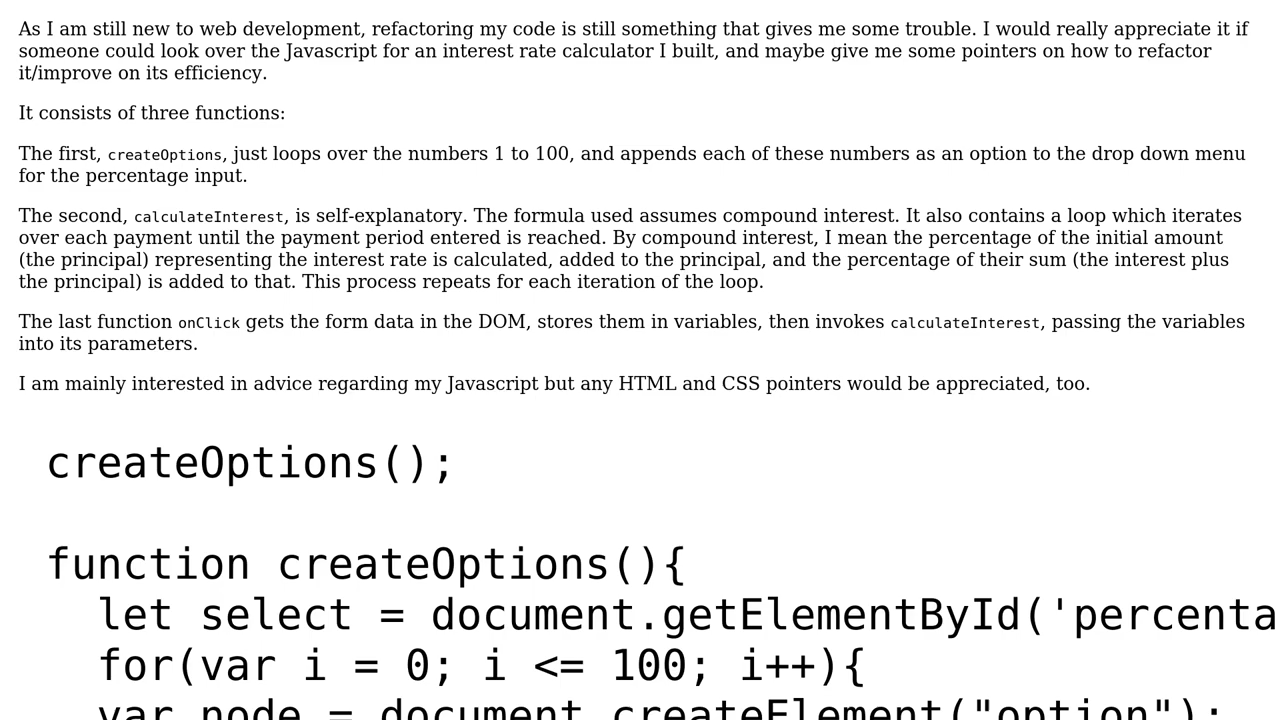 As I am still new to web development, refactoring my code is still something that gives me some trouble. I would really appreciate it if
someone could look over the Javascript for an interest rate calculator I built, and maybe give me some pointers on how to refactor
it/improve on its efficiency.
It consists of three functions:
The first, createOptions, just loops over the numbers 1 to 100, and appends each of these numbers as an option to the drop down menu
for the percentage input.
The second, calculateInterest, is self-explanatory. The formula used assumes compound interest. It also contains a loop which iterates
over each payment until the payment period entered is reached. By compound interest, I mean the percentage of the initial amount
(the principal) representing the interest rate is calculated, added to the principal, and the percentage of their sum (the interest plus
the principal) is added to that. This process repeats for each iteration of the loop.
The last function onClick gets the form data in the DOM, stores them in variables, then invokes calculateInterest, passing the variables
into its parameters.
I am mainly interested in advice regarding my Javascript but any HTML and CSS pointers would be appreciated, too.
createOptions();
function createOptions(){
let select = document.getElementById('percenta
for(var i = 0; i <= 100; i++){
var node = document.createElement("option");